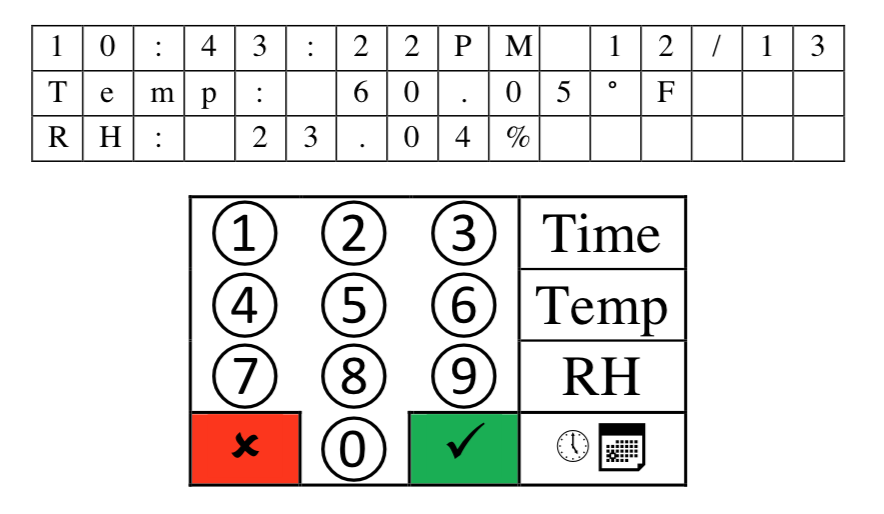 10:43:22PM 12/13
Temp: 60.05°F
RH: 23.04%
1 2 3 Time
4 5 6 Temp
7 8 9 RH
✘ 0 ✓